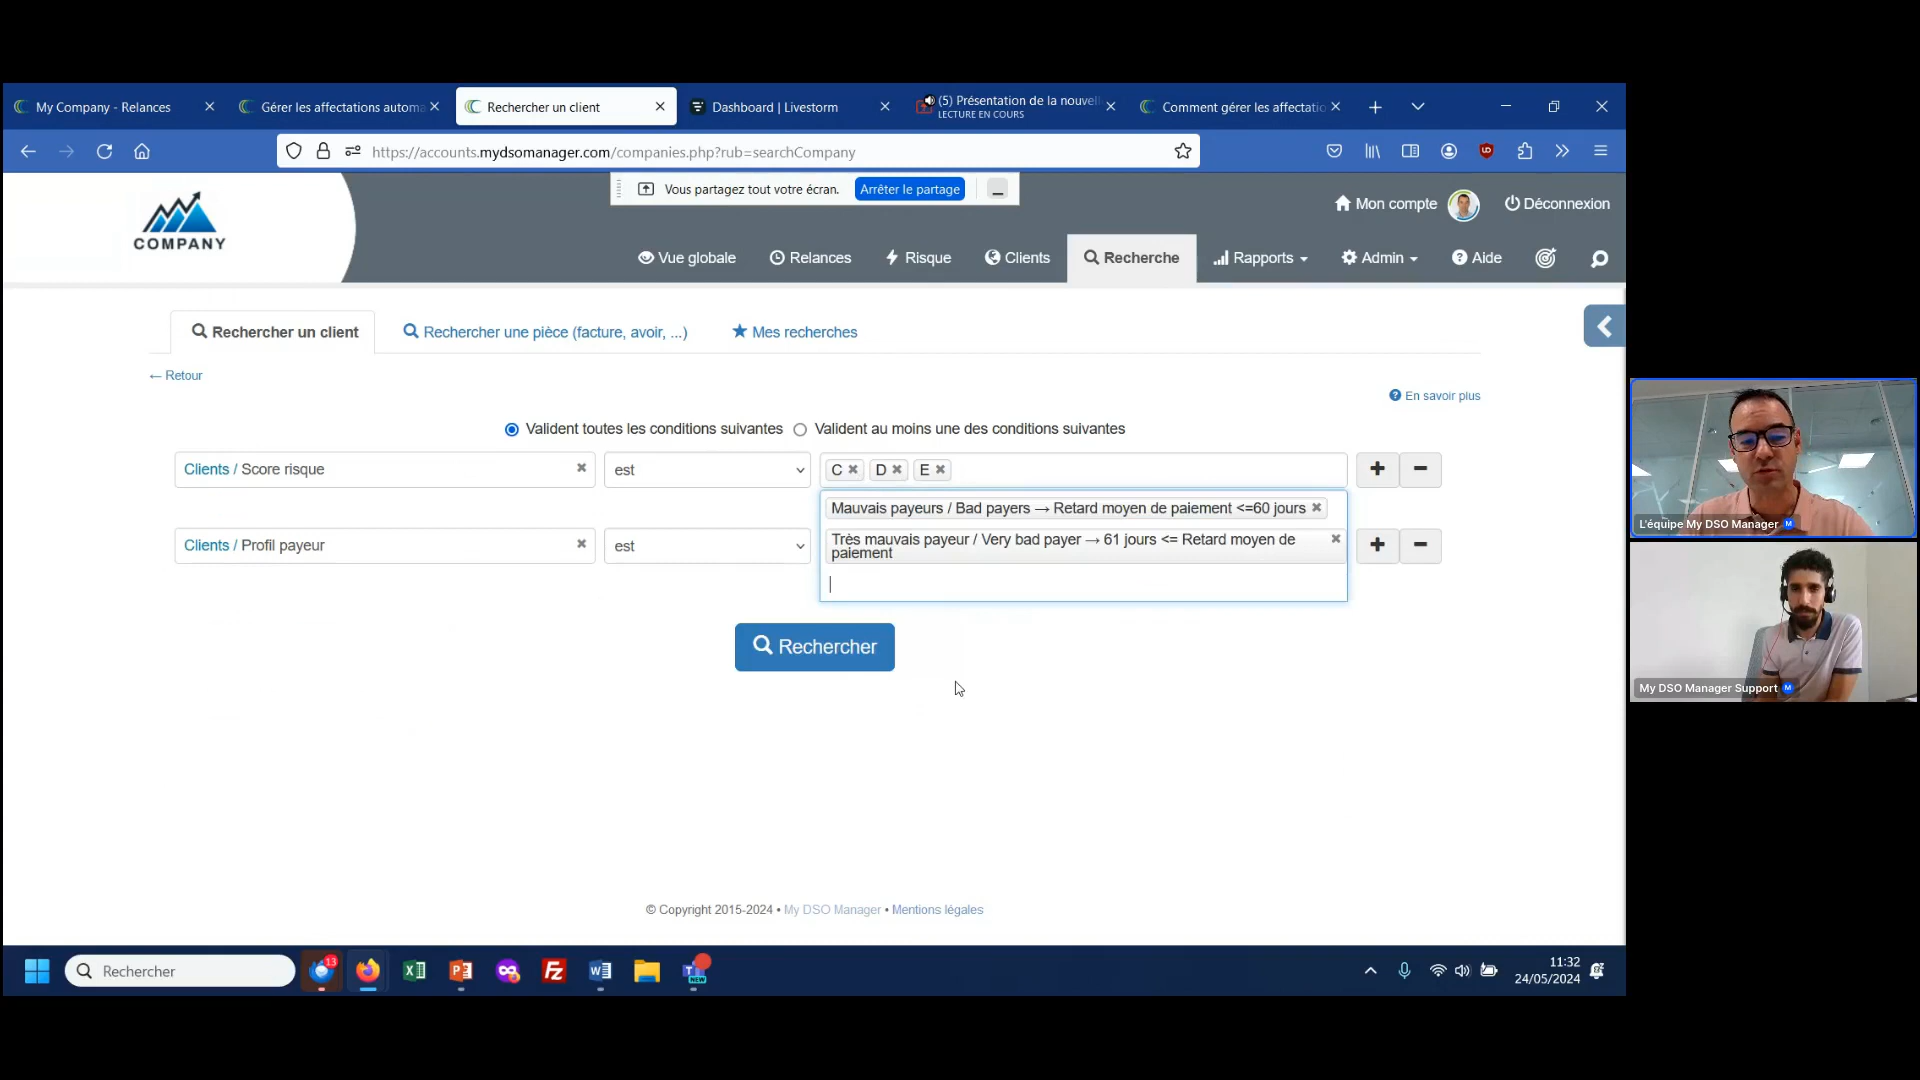 My Company - Relances
Gérer les affectations autom
Rechercher un client
Dashboard | Livestorm
(5) Présentation de la nouvell
LECTURE EN COURS
Comment gérer les affectatio
https://accounts.mydsomanager.com/companies.php?rub=searchCompany
Vous partagez tout votre écran.
Arrêter le partage
COMPANY
Mon compte
Déconnexion
Vue globale
Relances
Risque
Clients
Recherche
Rapports
Admin
Aide
Rechercher un client
Rechercher une pièce (facture, avoir, ...)
Mes recherches
← Retour
En savoir plus
Valident toutes les conditions suivantes
Valident au moins une des conditions suivantes
Clients / Score risque
est
C
D
E
Clients / Profil payeur
est
Mauvais payeurs / Bad payers → Retard moyen de paiement <=60 jours
Très mauvais payeur / Very bad payer → 61 jours <= Retard moyen de
paiement
Rechercher
© Copyright 2015-2024 • My DSO Manager • Mentions légales
L'équipe My DSO Manager
M
My DSO Manager Support
M
Rechercher
13
NEW
11:32
24/05/2024